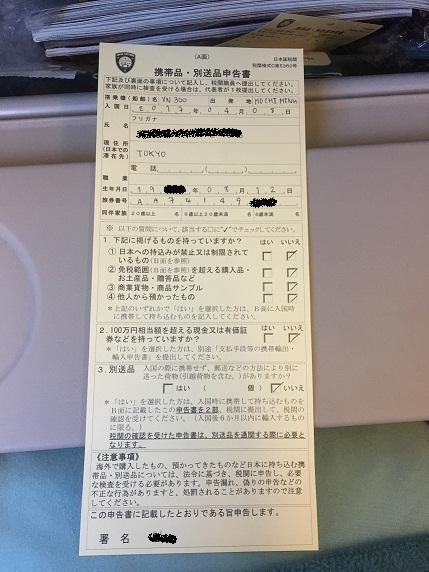 (A面)
日本国税関
税関様式C第5360号
携帯品・別送品申告書
下記及び裏面の事項について記入し、税関職員へ提出してください。
家族が同時に検査を受ける場合は、代表者が1枚提出してください。
搭乗機(船舶)名 VN300 出発地 HOCHIMINH
入国日 2017年04月08日
フリガナ
氏名
現住所
(日本での
滞在先)
TOKYO
電話
職業
生年月日 19 年08月12日
旅券番号 AA74149
同伴家族 20歳以上 名 6歳以上20歳未満 名 6歳未満 名
※ 以下の質問について、該当する□に"✓"でチェックしてください。
1.下記に掲げるものを持っていますか? はい いいえ
① 日本への持込みが禁止又は制限されて
いるもの(B面を参照)
② 免税範囲(B面を参照)を超える購入品・
お土産品・贈答品など
③ 商業貨物・商品サンプル
④ 他人から預かったもの
*上記のいずれかで「はい」を選択した方は、B面に入国時
に携帯して持ち込むものを記入してください。
2.100万円相当額を超える現金又は有価証
券などを持っていますか? はい いいえ
*「はい」を選択した方は、別途「支払手段等の携帯輸出・
輸入申告書」を提出してください。
3.別送品 入国の際に携帯せず、郵送などの方法により別に
送った荷物(引越荷物を含む。)がありますか?
はい ( 個) いいえ
*「はい」を選択した方は、入国時に携帯して持ち込むものを
B面に記載したこの申告書を2部、税関に提出して、税関の
確認を受けてください。(入国後6か月以内に輸入するもの
に限る。)
税関の確認を受けた申告書は、別送品を通関する際に必要と
なります。
《注意事項》
海外で購入したもの、預かってきたものなど日本に持ち込む携
帯品・別送品については、法令に基づき、税関に申告し、必要
な検査を受ける必要があります。申告漏れ、偽りの申告など
の不正な行為がありますと、処罰されることがありますので注意
してください。
この申告書に記載したとおりである旨申告します。
署名